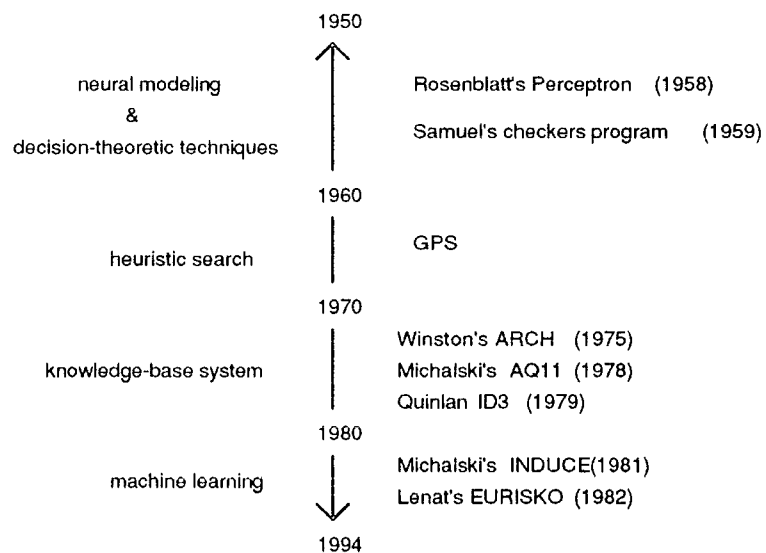 1950
neural modeling
&
decision-theoretic techniques
Rosenblatt's Perceptron (1958)
Samuel's checkers program (1959)
1960
heuristic search
GPS
1970
knowledge-base system
Winston's ARCH (1975)
Michalski's AQ11 (1978)
Quinlan ID3 (1979)
1980
machine learning
Michalski's INDUCE(1981)
Lenat's EURISKO (1982)
1994